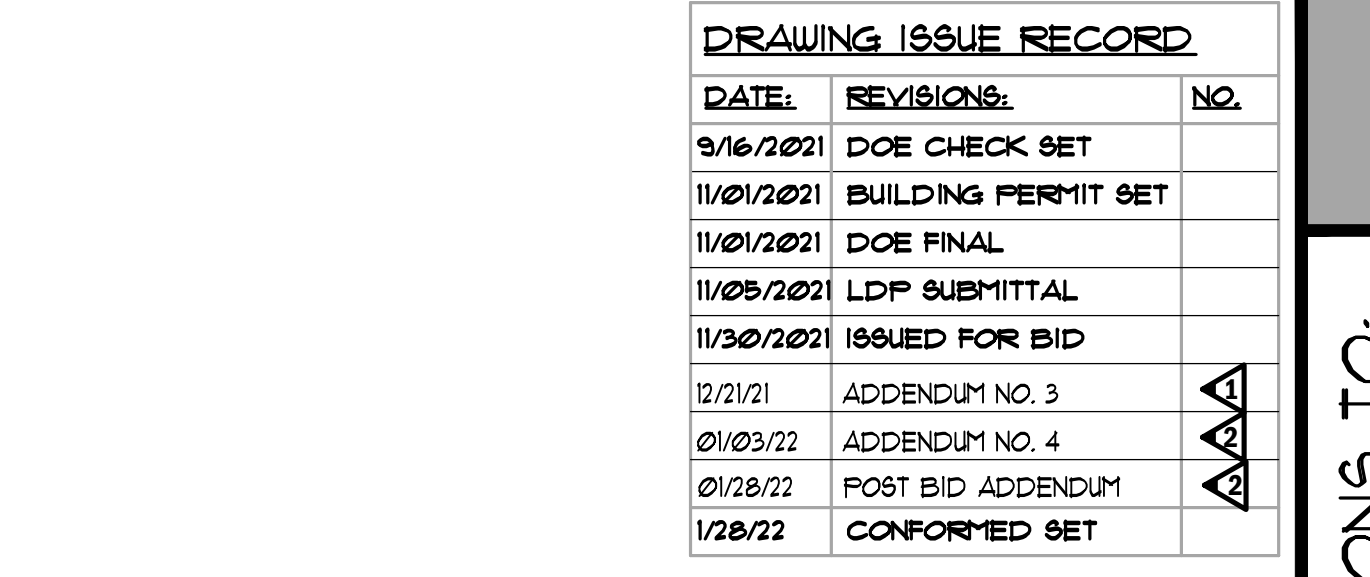 DRAWING ISSUE RECORD
DATE: REVISIONS: NO.
9/16/2021 DOE CHECK SET
11/01/2021 BUILDING PERMIT SET
11/01/2021 DOE FINAL
11/05/2021 LDP SUBMITTAL
11/30/2021 ISSUED FOR BID
12/21/21 ADDENDUM NO. 3 1
01/03/22 ADDENDUM NO. 4 2
01/28/22 POST BID ADDENDUM 2
1/28/22 CONFORMED SET
ONS TO.